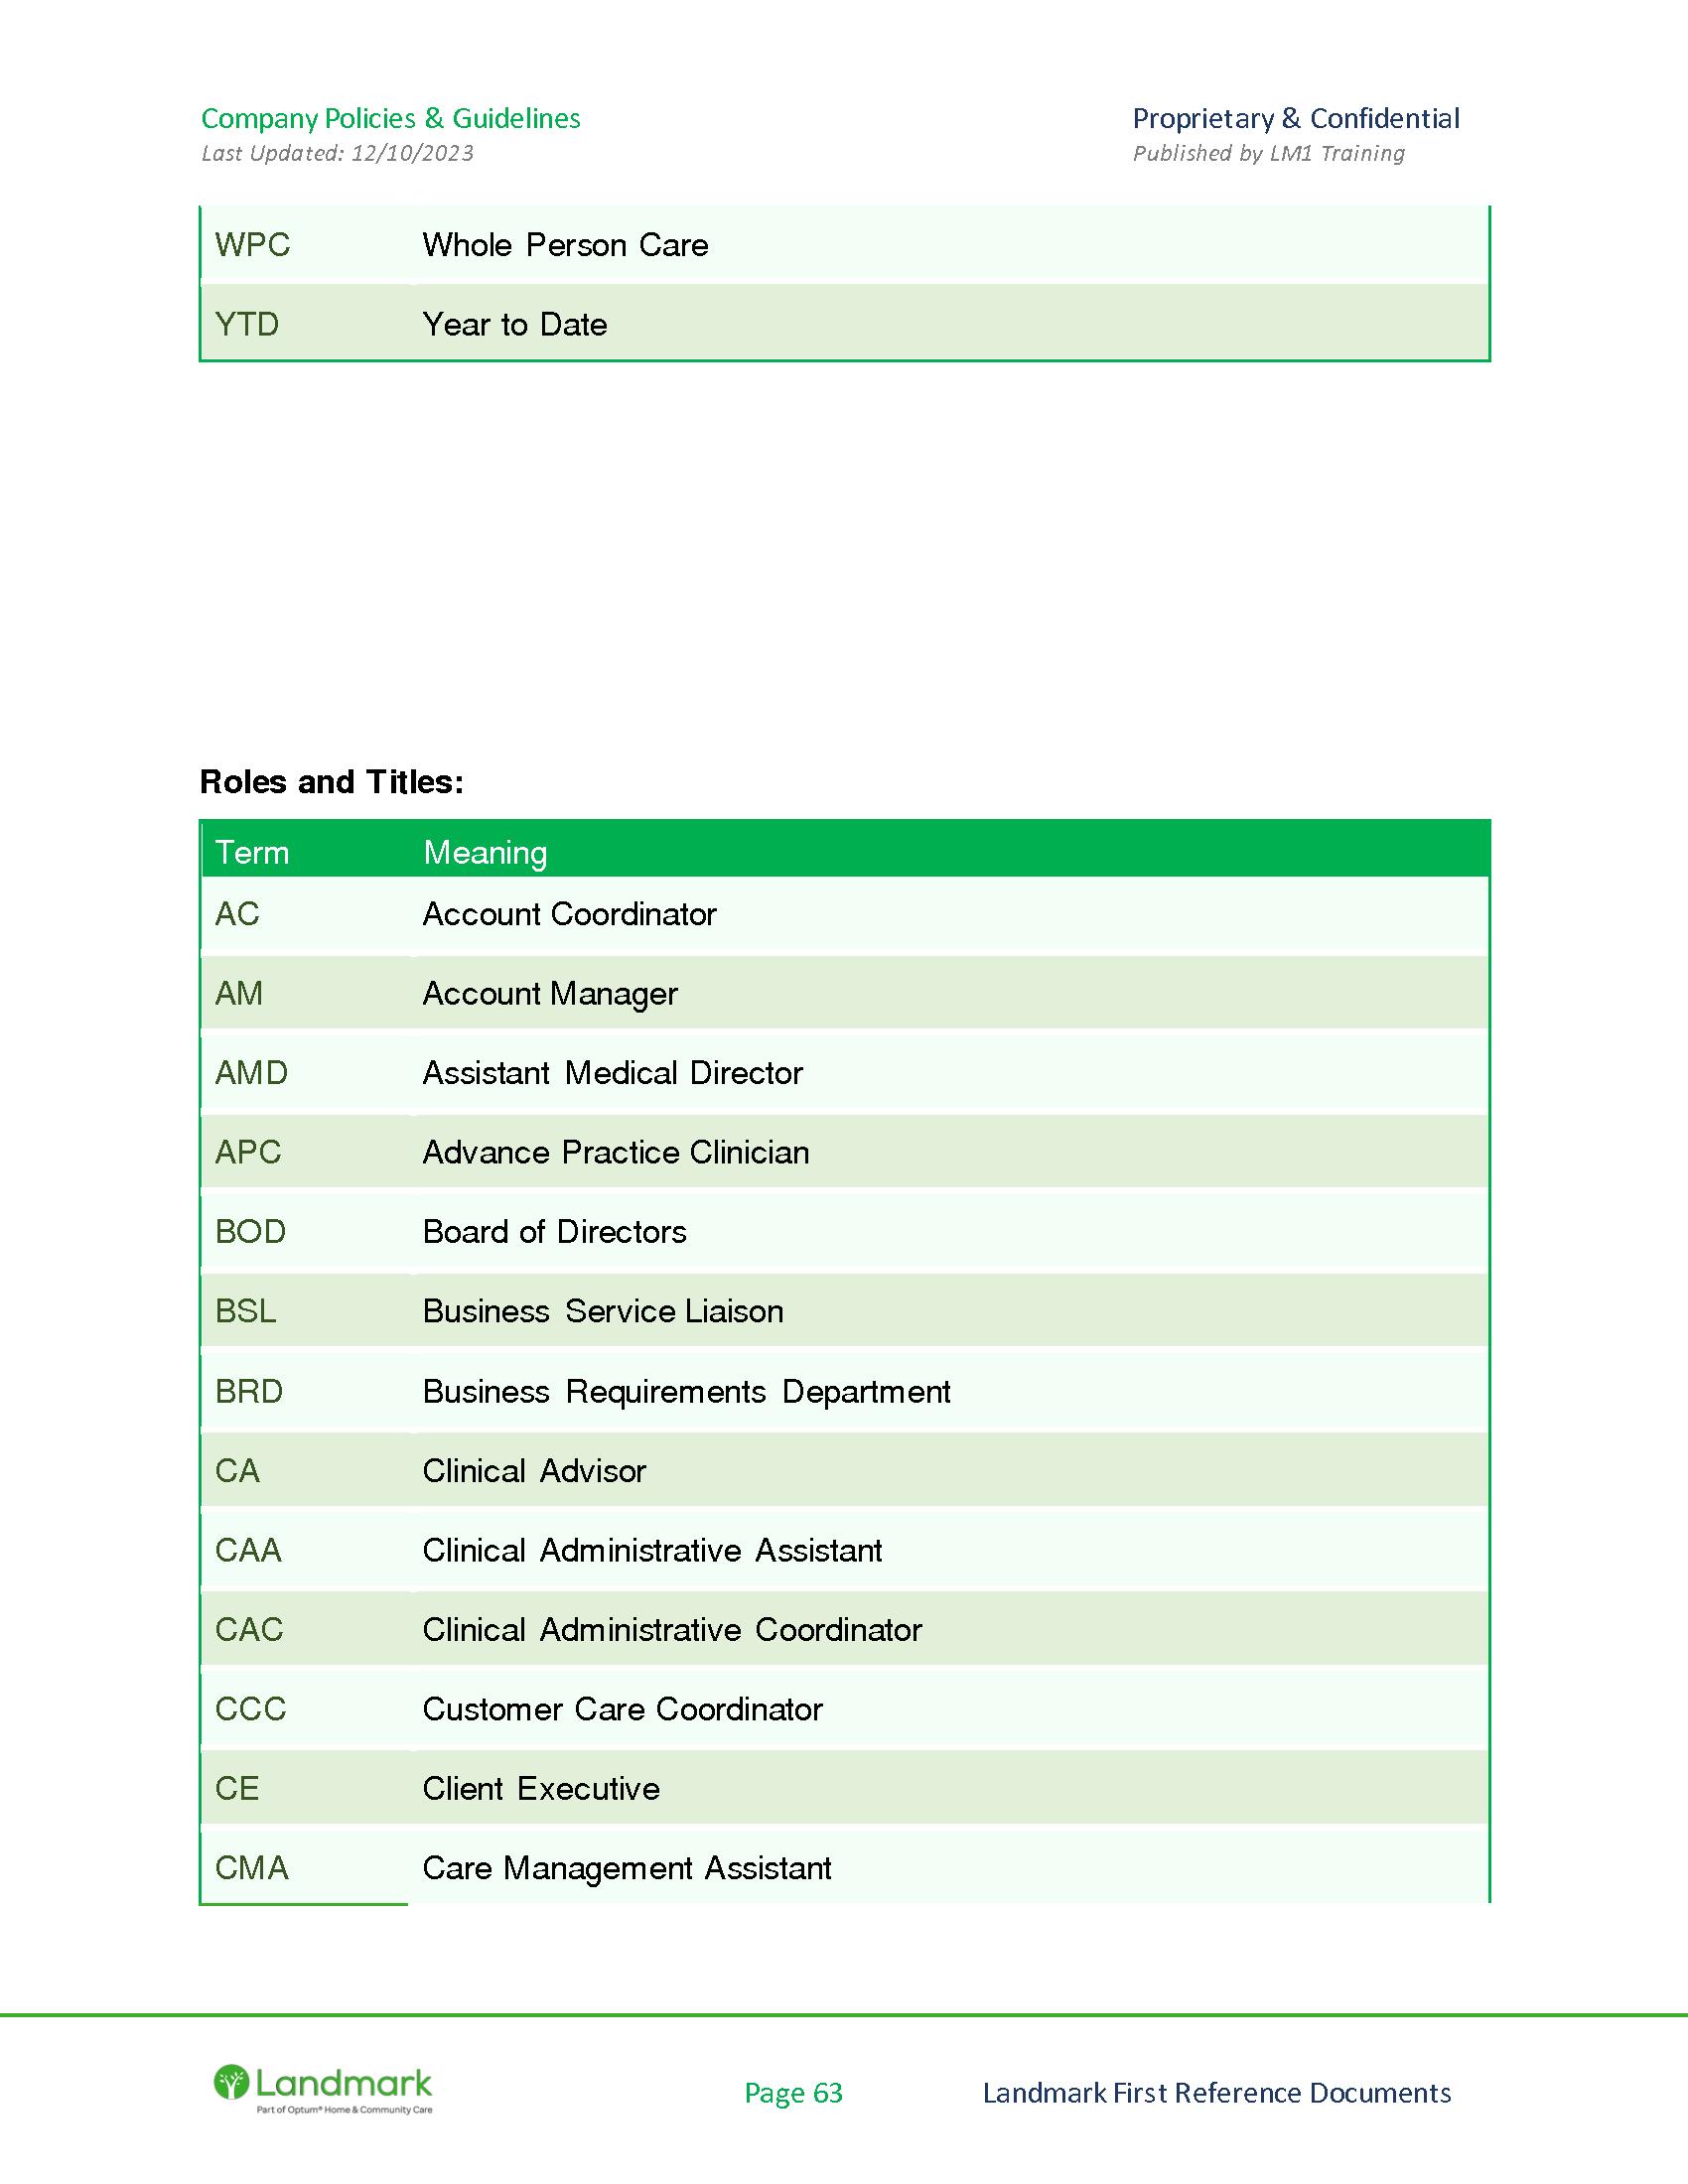 Company Policies & Guidelines Proprietary & Confidential
Last Updated: 12/10/2023 Published by LM1 Training
WPC Whole Person Care
YTD Year to Date
Roles and Titles:
Term Meaning
AC Account Coordinator
AM Account Manager
AMD Assistant Medical Director
APC Advance Practice Clinician
BOD Board of Directors
BSL Business Service Liaison
BRD Business Requirements Department
CA Clinical Advisor
CAA Clinical Administrative Assistant
CAC Clinical Administrative Coordinator
CCC Customer Care Coordinator
CE Client Executive
CMA Care Management Assistant
Landmark
Part of Optum® Home & Community Care
Page 63 Landmark First Reference Documents